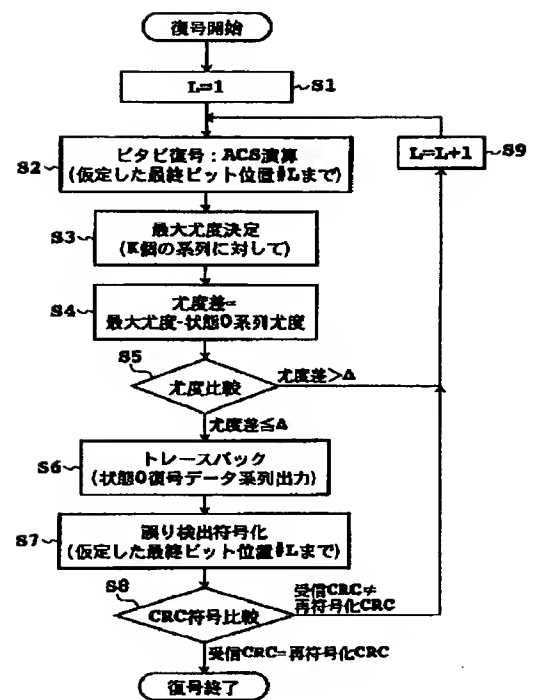 復号開始
L=1
S1
S2
ビタビ復号:ACS演算
(仮定した最終ビット位置#Lまで)
L=L+1
S9
S3
最大尤度決定
(K個の系列に対して)
S4
尤度差=
最大尤度-状態0系列尤度
S5
尤度比較
尤度差>Δ
尤度差≦Δ
S6
トレースバック
(状態0復号データ系列出力)
S7
誤り検出符号化
(仮定した最終ビット位置#Lまで)
S8
CRC符号比較
受信CRC≠
再符号化CRC
受信CRC=再符号化CRC
復号終了